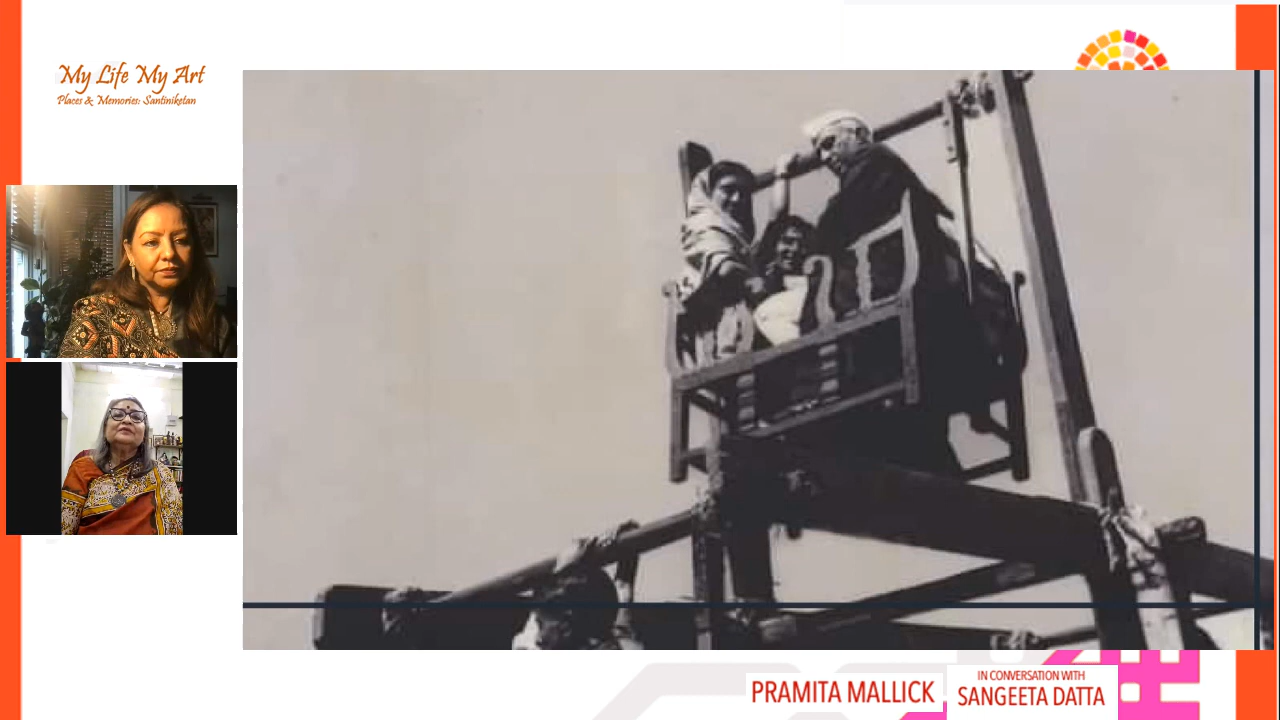 My Life My Art
Places & Memories: Santiniketan
PRAMITA MALLICK
IN CONVERSATION WITH
SANGEETA DATTA